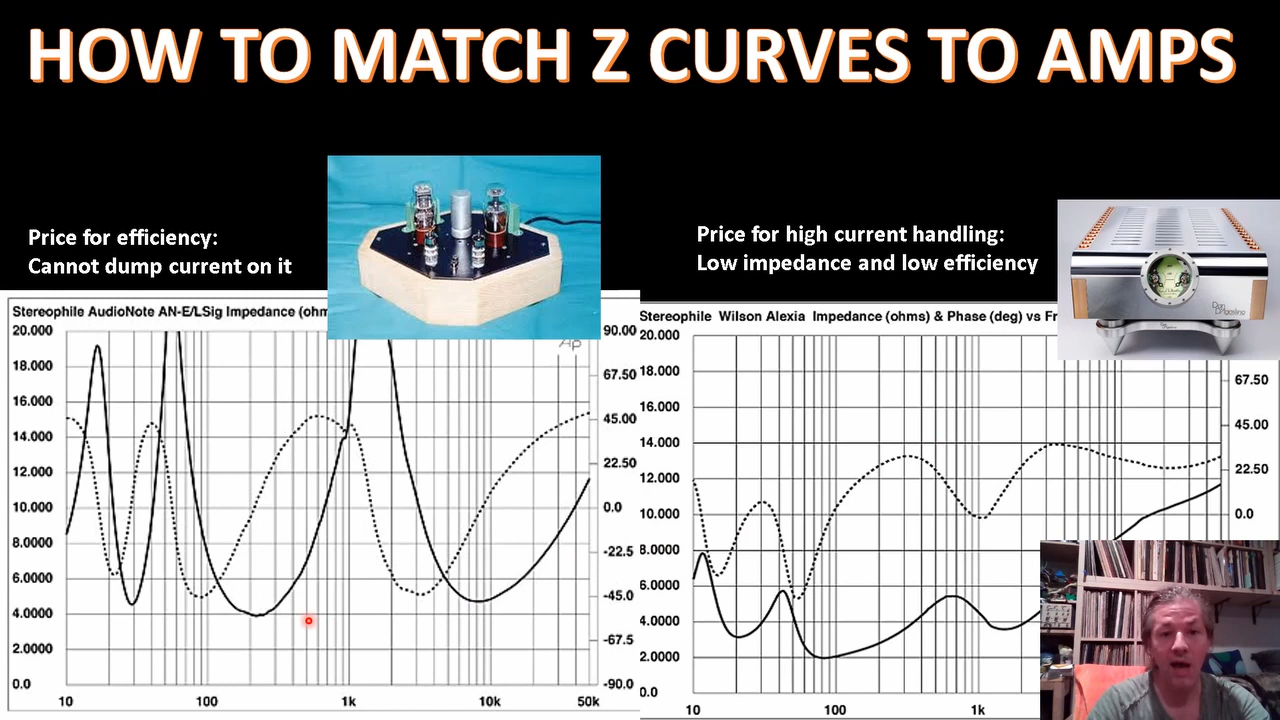 HOW TO MATCH Z CURVES TO AMPS
Price for efficiency:
Cannot dump current on it
Price for high current handling:
Low impedance and low efficiency
Stereophile AudioNote AN-E/LSig Impedance (ohm
20.000
18.000
16.000
14.000
12.000
10.000
8.0000
6.0000
4.0000
2.0000
0.0
10
100
1k
10k
50k
90.00
67.50
45.00
22.50
0.0
-22.5
-45.0
-67.5
-90.0
Ap
Stereophile Wilson Alexia Impedance (ohms) & Phase (deg) vs Fr
20.000
18.000
16.000
14.000
12.000
10.000
8.0000
6.0000
4.0000
2.0000
0.0
10
100
1k
67.50
45.00
22.50
0.0
Dan
D'Agostino